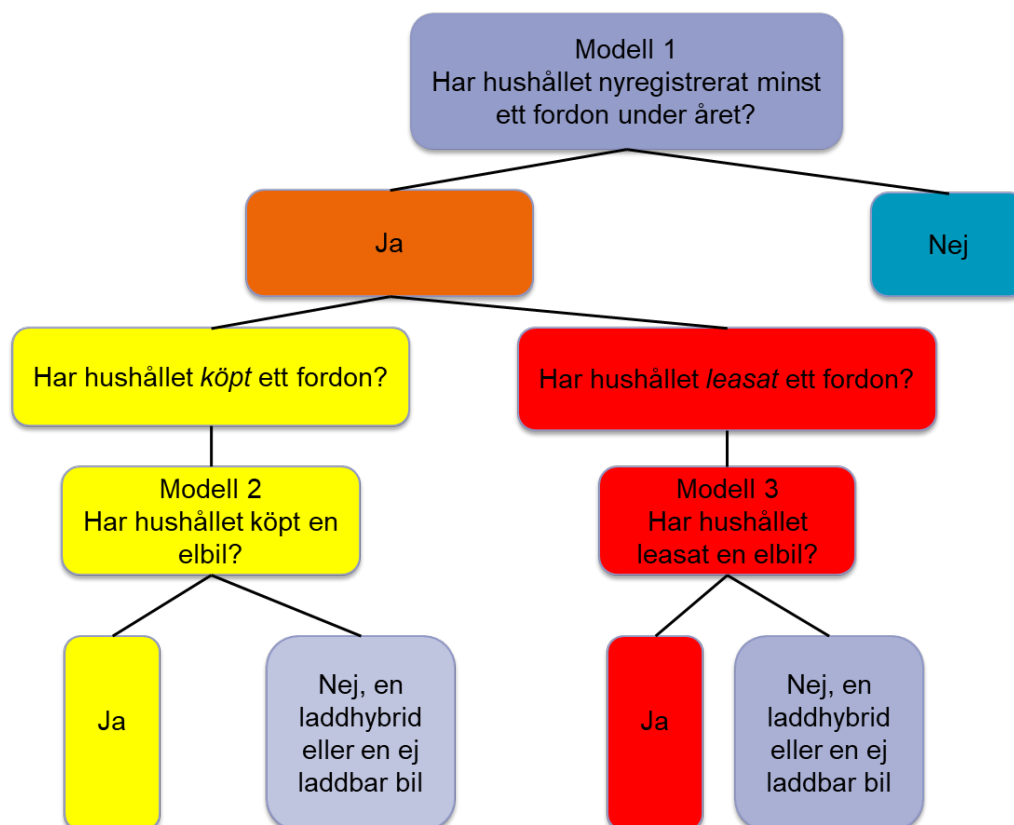 Modell 1
Har hushållet nyregistrerat minst
ett fordon under året?
Ja
Nej
Har hushållet köpt ett fordon?
Har hushållet leasat ett fordon?
Modell 2
Har hushållet köpt en
elbil?
Modell 3
Har hushållet
leasat en elbil?
Ja
Nej, en
laddhybrid
eller en ej
laddbar bil
Ja
Nej, en
laddhybrid
eller en ej
laddbar bil